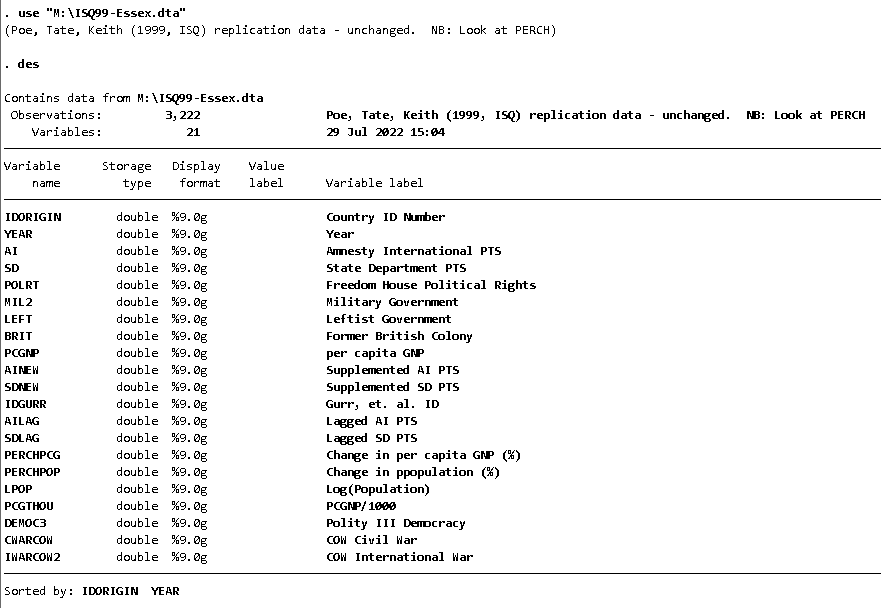 . use "M:\ISQ99-Essex.dta"
(Poe, Tate, Keith (1999, ISQ) replication data - unchanged.  NB: Look at PERCH)
. des
Contains data from M:\ISQ99-Essex.dta
Observations: 3,222 Poe, Tate, Keith (1999, ISQ) replication data - unchanged.  NB: Look at PERCH
Variables: 21 29 Jul 2022 15:04
Variable Storage Display Value
name type format label Variable label
IDORIGIN double %9.0g Country ID Number
YEAR double %9.0g Year
AI double %9.0g Amnesty International PTS
SD double %9.0g State Department PTS
POLRT double %9.0g Freedom House Political Rights
MIL2 double %9.0g Military Government
LEFT double %9.0g Leftist Government
BRIT double %9.0g Former British Colony
PCGNP double %9.0g per capita GNP
AINEW double %9.0g Supplemented AI PTS
SDNEW double %9.0g Supplemented SD PTS
IDGURR double %9.0g Gurr, et. al. ID
AILAG double %9.0g Lagged AI PTS
SDLAG double %9.0g Lagged SD PTS
PERCHPCG double %9.0g Change in per capita GNP (%)
PERCHPOP double %9.0g Change in ppopulation (%)
LPOP double %9.0g Log(Population)
PCGTHOU double %9.0g PCGNP/1000
DEMOC3 double %9.0g Polity III Democracy
CWARCOW double %9.0g COW Civil War
IWARCOW2 double %9.0g COW International War
Sorted by: IDORIGIN  YEAR